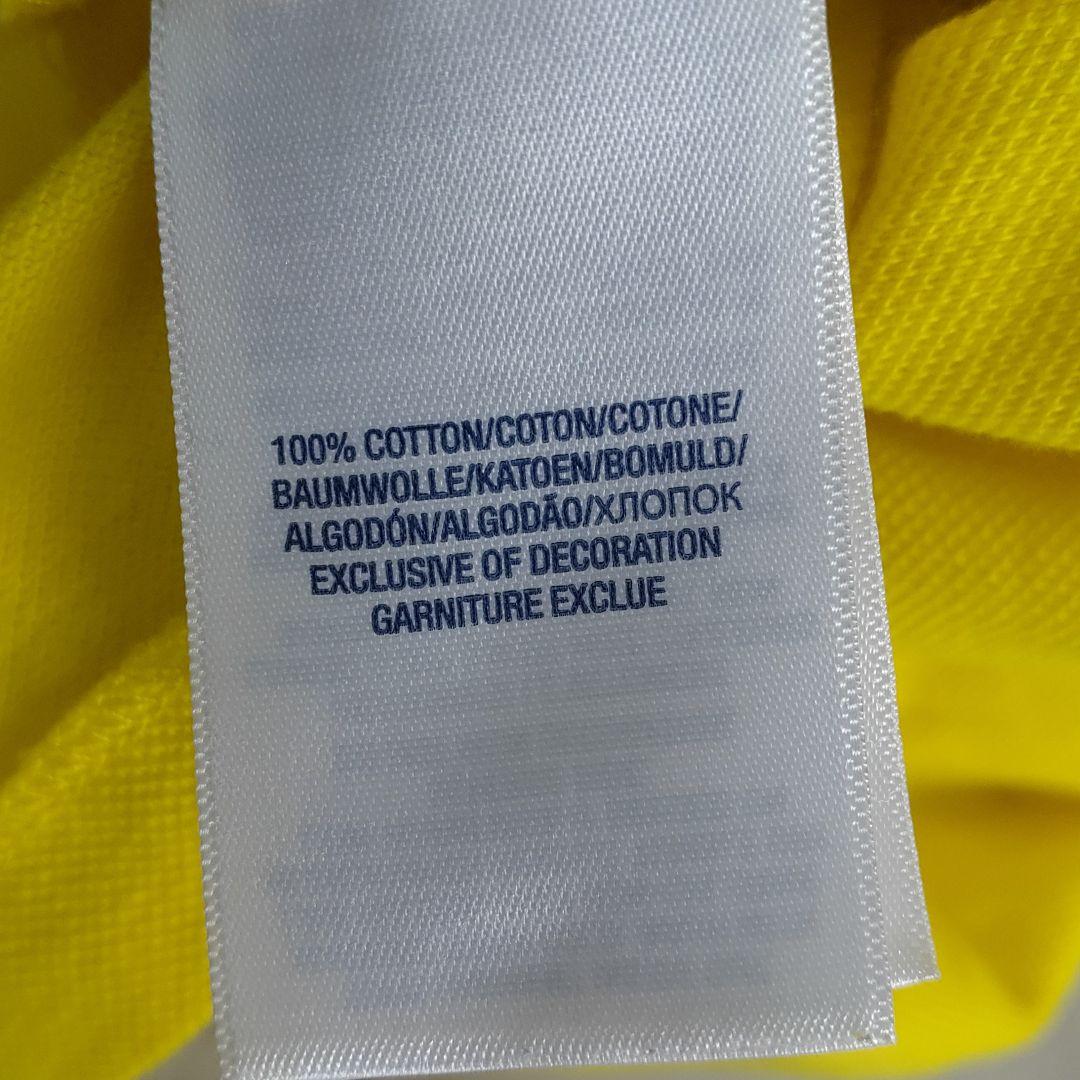 100% COTTON/COTON/COTONE/
BAUMWOLLE/KATOEN/BOMULD/
ALGODÓN/ALGODÃO/ХЛОПОК
EXCLUSIVE OF DECORATION
GARNITURE EXCLUE